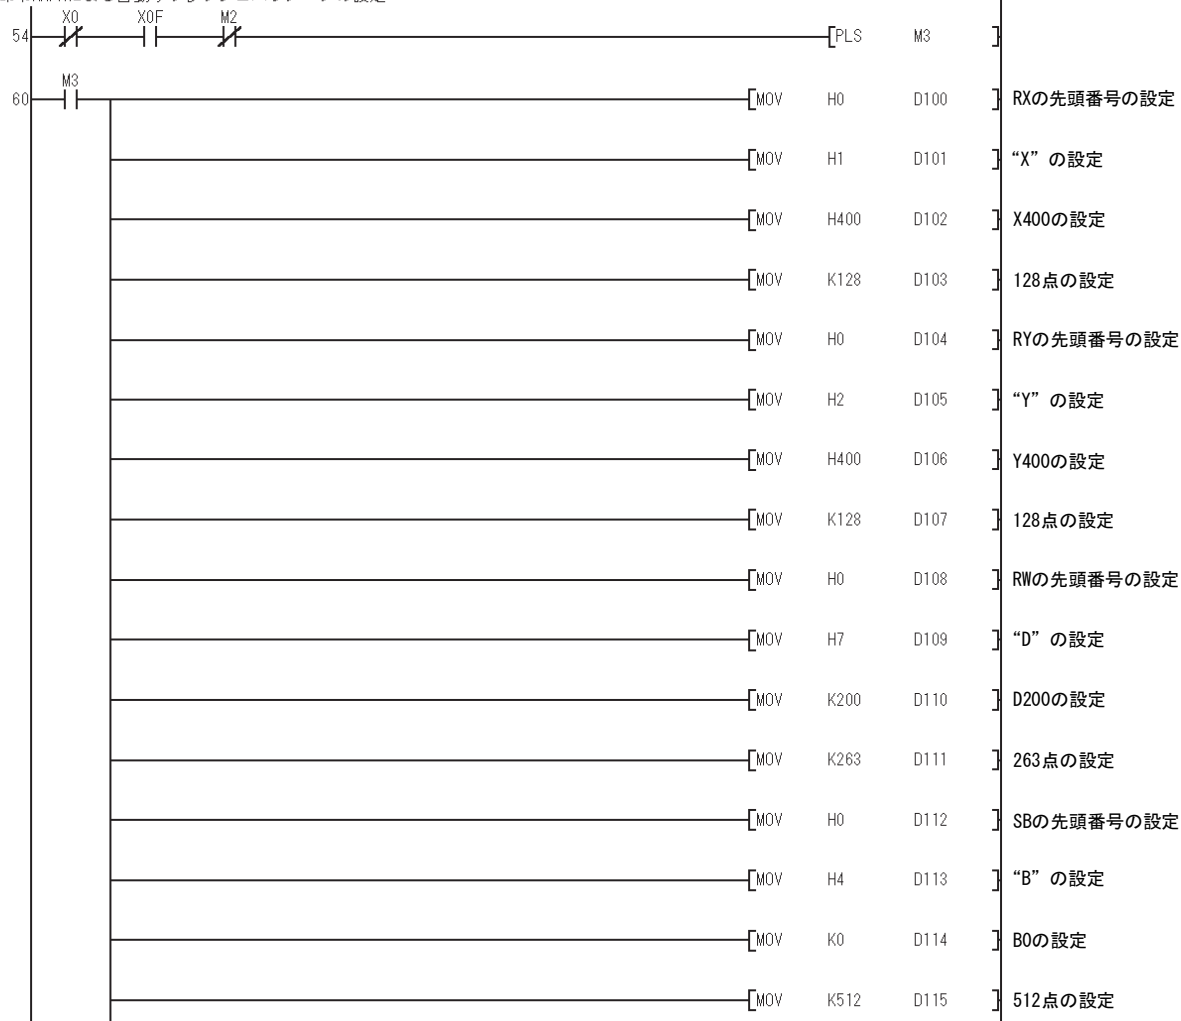 X0 X0F M2
54 PLS M3
M3
60 MOV H0 D100 RXの先頭番号の設定
MOV H1 D101 “X”の設定
MOV H400 D102 X400の設定
MOV K128 D103 128点の設定
MOV H0 D104 RYの先頭番号の設定
MOV H2 D105 “Y”の設定
MOV H400 D106 Y400の設定
MOV K128 D107 128点の設定
MOV H0 D108 RWの先頭番号の設定
MOV H7 D109 “D”の設定
MOV K200 D110 D200の設定
MOV K263 D111 263点の設定
MOV H0 D112 SBの先頭番号の設定
MOV H4 D113 “B”の設定
MOV K0 D114 B0の設定
MOV K512 D115 512点の設定